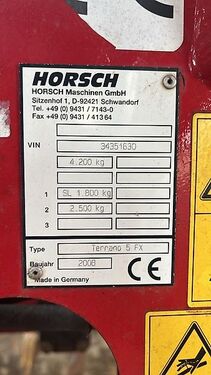 HORSCH
HORSCH Maschinen GmbH
Sitzenhof 1, D-92421 Schwandorf
Tel. +49 (0) 9431 / 7143-0
Fax +49 (0) 9431 / 41364
VIN 34351630
4.200 kg
1 SL 1.800 kg
2 2.500 kg
3
Type Terrano 5 FX
Baujahr 2008
Made in Germany CE